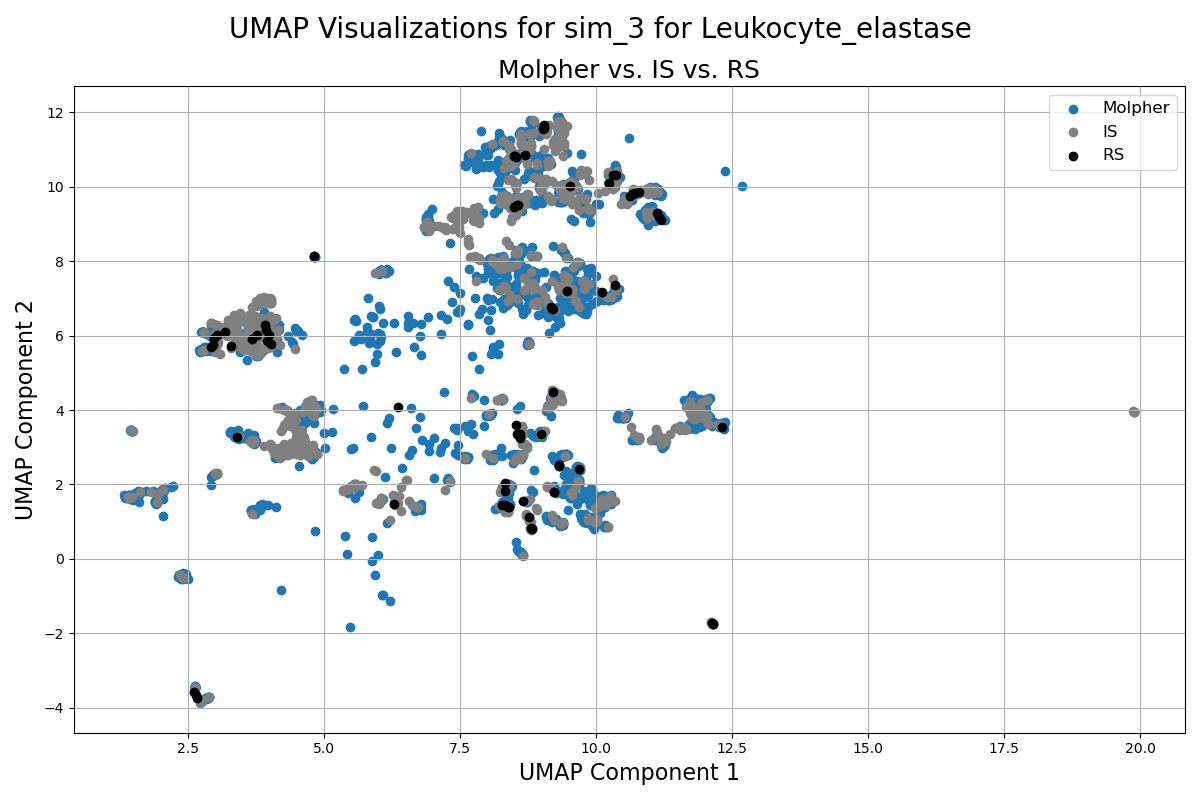 UMAP Visualizations for sim_3 for Leukocyte_elastase
Molpher vs. IS vs. RS
Molpher
IS
RS
12
10
8
6
4
2
0
−2
−4
UMAP Component 2
2.5 5.0 7.5 10.0 12.5 15.0 17.5 20.0
UMAP Component 1